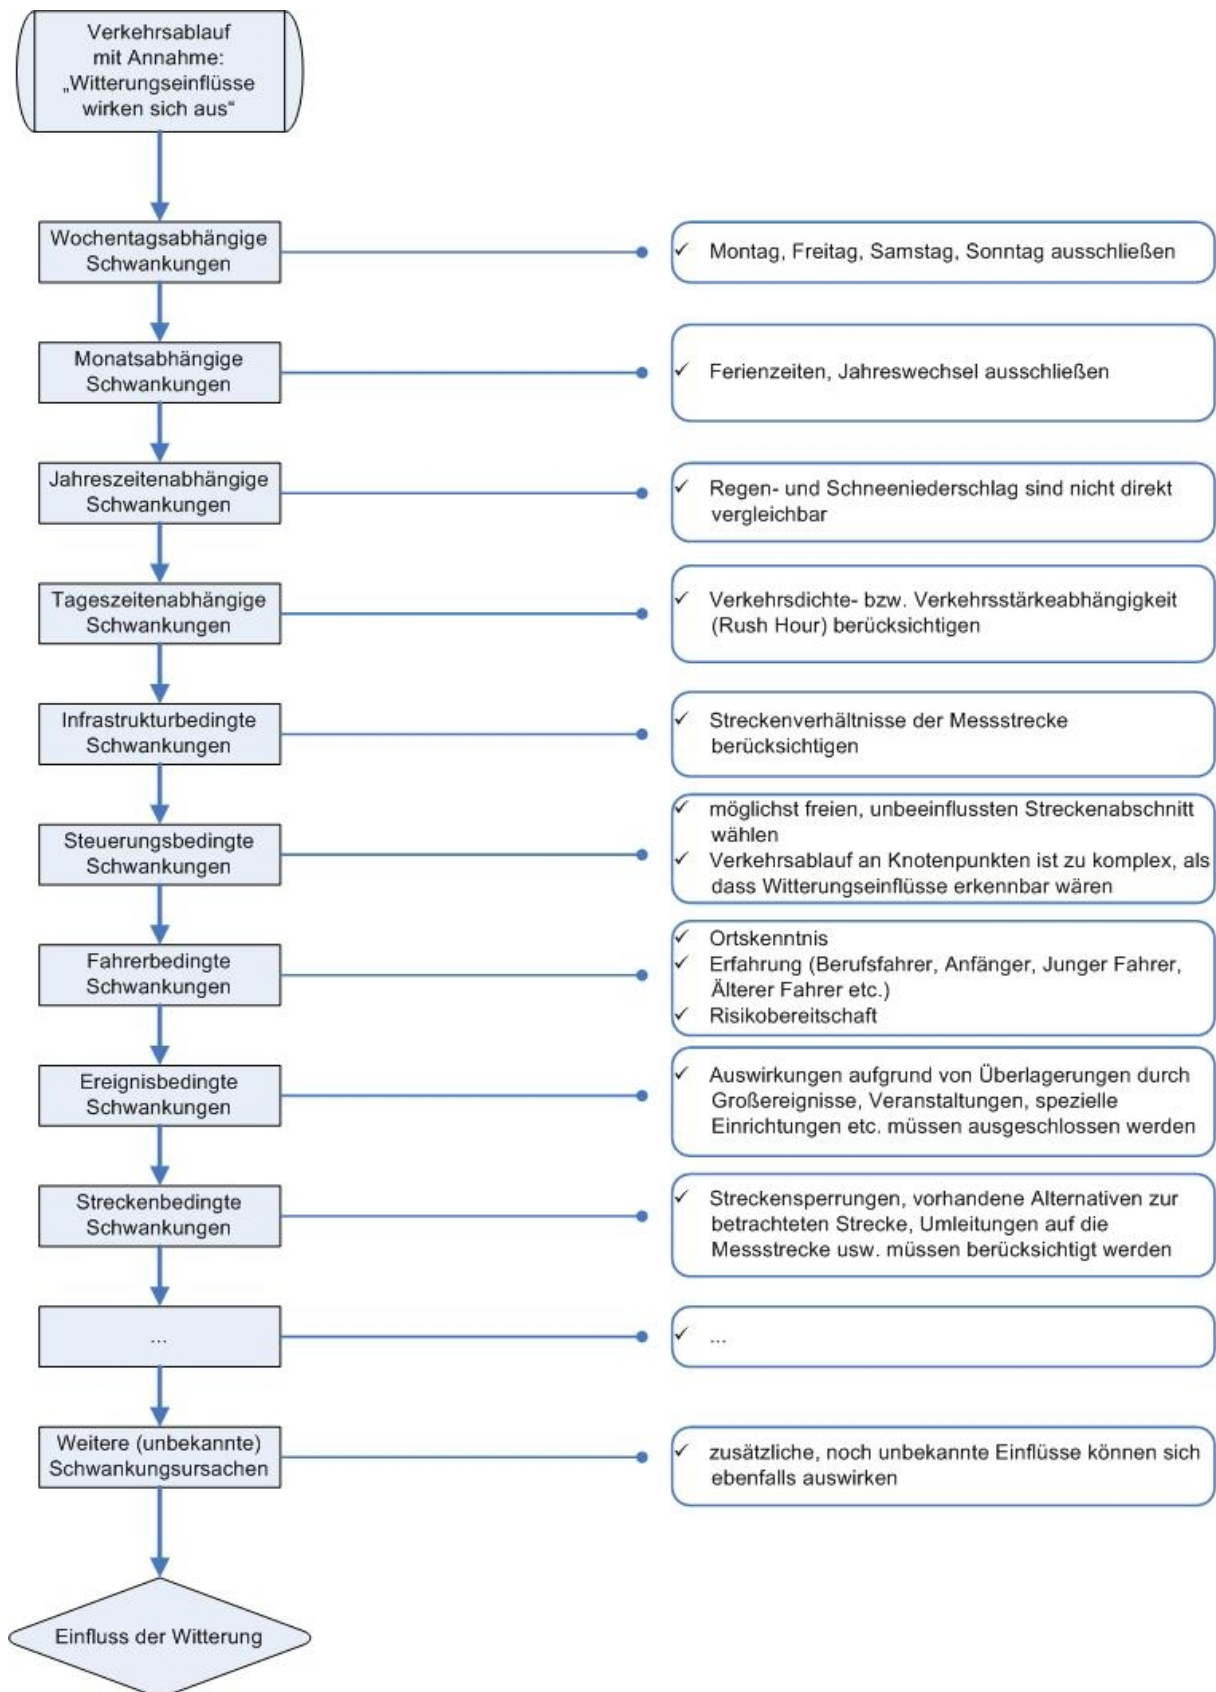 Verkehrsablauf
mit Annahme:
„Witterungseinflüsse
wirken sich aus“
Wochentagsabhängige
Schwankungen
✓ Montag, Freitag, Samstag, Sonntag ausschließen
Monatsabhängige
Schwankungen
✓ Ferienzeiten, Jahreswechsel ausschließen
Jahreszeitenabhängige
Schwankungen
✓ Regen- und Schneeniederschlag sind nicht direkt
vergleichbar
Tageszeitenabhängige
Schwankungen
✓ Verkehrsdichte- bzw. Verkehrsstärkeabhängigkeit
(Rush Hour) berücksichtigen
Infrastrukturbedingte
Schwankungen
✓ Streckenverhältnisse der Messstrecke
berücksichtigen
Steuerungsbedingte
Schwankungen
✓ möglichst freien, unbeeinflussten Streckenabschnitt
wählen
✓ Verkehrsablauf an Knotenpunkten ist zu komplex, als
dass Witterungseinflüsse erkennbar wären
Fahrerbedingte
Schwankungen
✓ Ortskenntnis
✓ Erfahrung (Berufsfahrer, Anfänger, Junger Fahrer,
Älterer Fahrer etc.)
✓ Risikobereitschaft
Ereignisbedingte
Schwankungen
✓ Auswirkungen aufgrund von Überlagerungen durch
Großereignisse, Veranstaltungen, spezielle
Einrichtungen etc. müssen ausgeschlossen werden
Streckenbedingte
Schwankungen
✓ Streckensperrungen, vorhandene Alternativen zur
betrachteten Strecke, Umleitungen auf die
Messstrecke usw. müssen berücksichtigt werden
...
✓ ...
Weitere (unbekannte)
Schwankungsursachen
✓ zusätzliche, noch unbekannte Einflüsse können sich
ebenfalls auswirken
Einfluss der Witterung